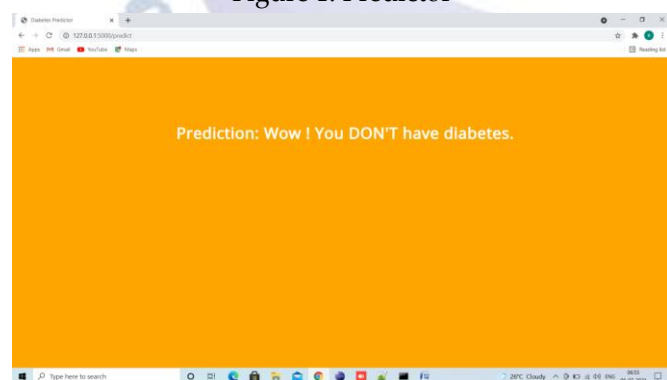 Figure 1: Predictor
Diabetes Predictor
127.0.0.1:5000/predict
Apps Gmail YouTube Maps Reading list
Prediction: Wow ! You DON'T have diabetes.
Type here to search
26°C Cloudy ENG